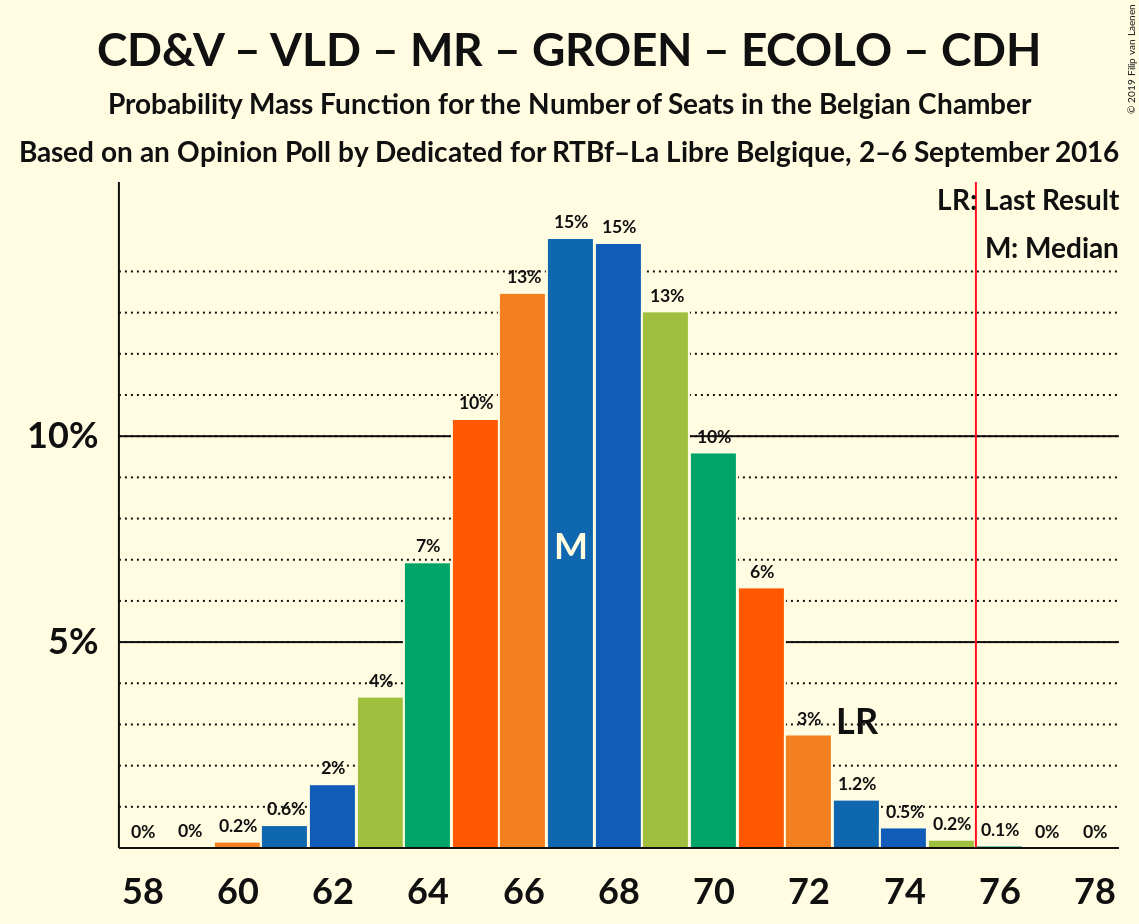 CD&V – VLD – MR – GROEN – ECOLO – CDH
Probability Mass Function for the Number of Seats in the Belgian Chamber
Based on an Opinion Poll by Dedicated for RTBf–La Libre Belgique, 2–6 September 2016
© 2019 Filip van Laenen
LR: Last Result
M: Median
10%
5%
0%
0%
0.2%
0.6%
2%
4%
7%
10%
13%
15%
15%
13%
10%
6%
3%
1.2%
0.5%
0.2%
0.1%
0%
0%
M
LR
58 60 62 64 66 68 70 72 74 76 78